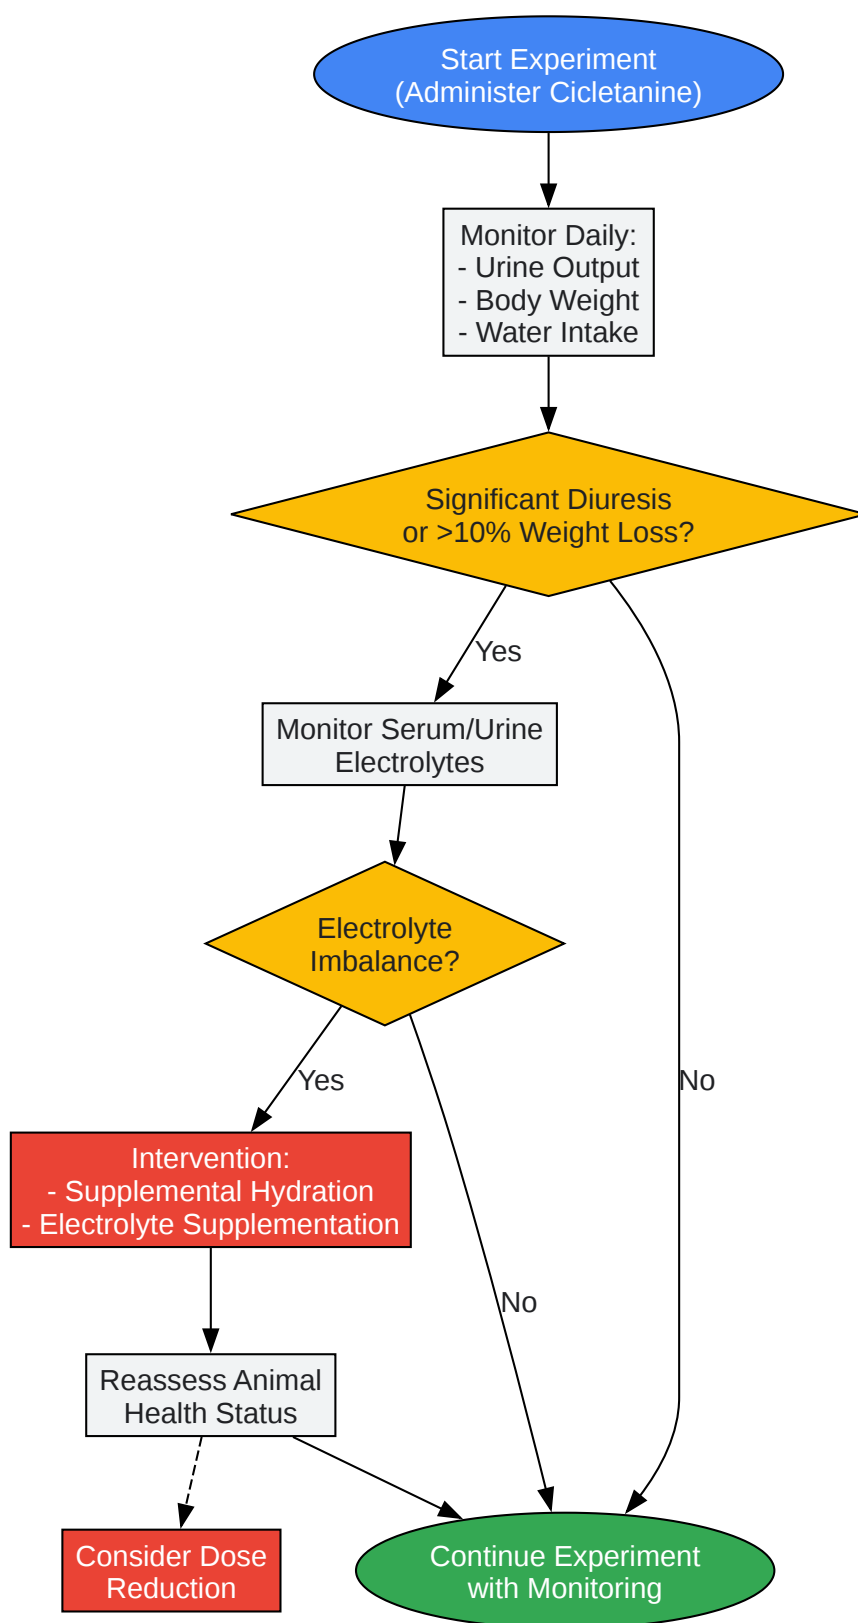 Start Experiment
(Administer Cicletanine)
Monitor Daily:
- Urine Output
- Body Weight
- Water Intake
Significant Diuresis
or >10% Weight Loss?
Yes
Monitor Serum/Urine
Electrolytes
Electrolyte
Imbalance?
Yes
No
Intervention:
- Supplemental Hydration
- Electrolyte Supplementation
No
Reassess Animal
Health Status
Consider Dose
Reduction
Continue Experiment
with Monitoring